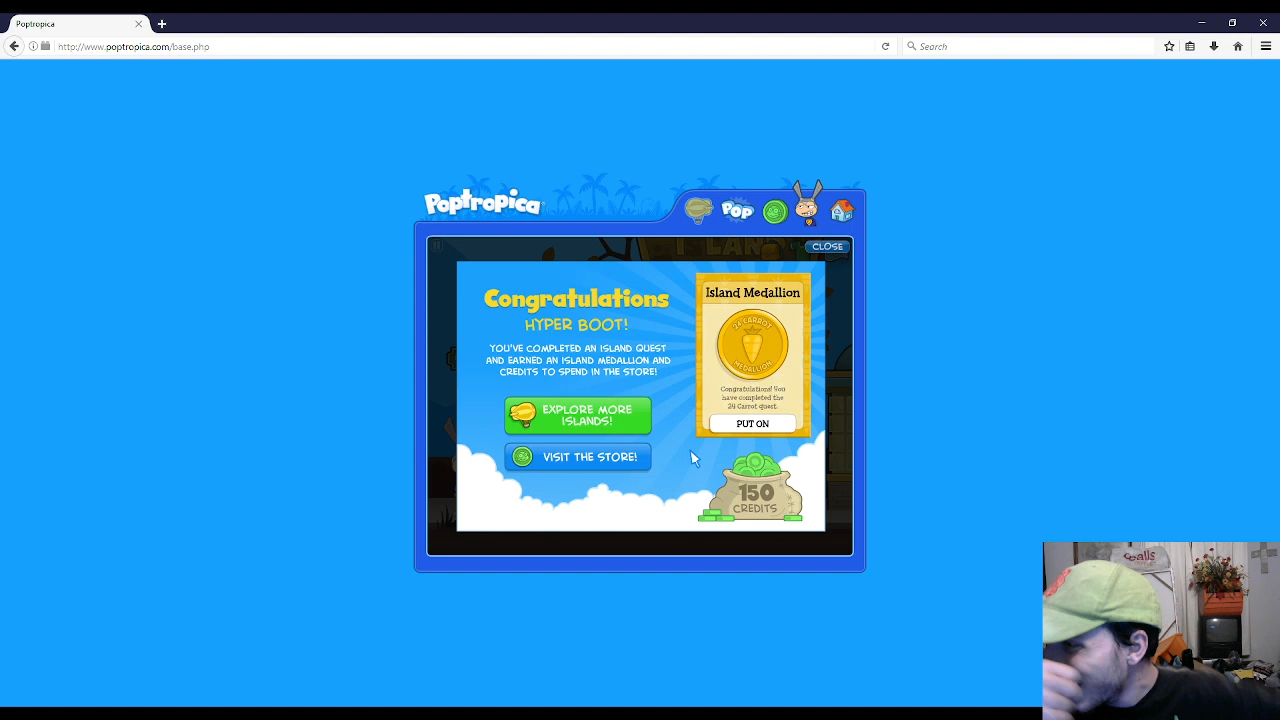 Poptropica
http://www.poptropica.com/base.php
Search
Poptropica
POP
CLOSE
Congratulations
HYPER BOOT!
YOU'VE COMPLETED AN ISLAND QUEST
AND EARNED AN ISLAND MEDALLION AND
CREDITS TO SPEND IN THE STORE!
EXPLORE MORE
ISLANDS!
VISIT THE STORE!
Island Medallion
24 CARROT
MEDALLION
Congratulations! You
have completed the
24 Carrot quest.
PUT ON
150
CREDITS